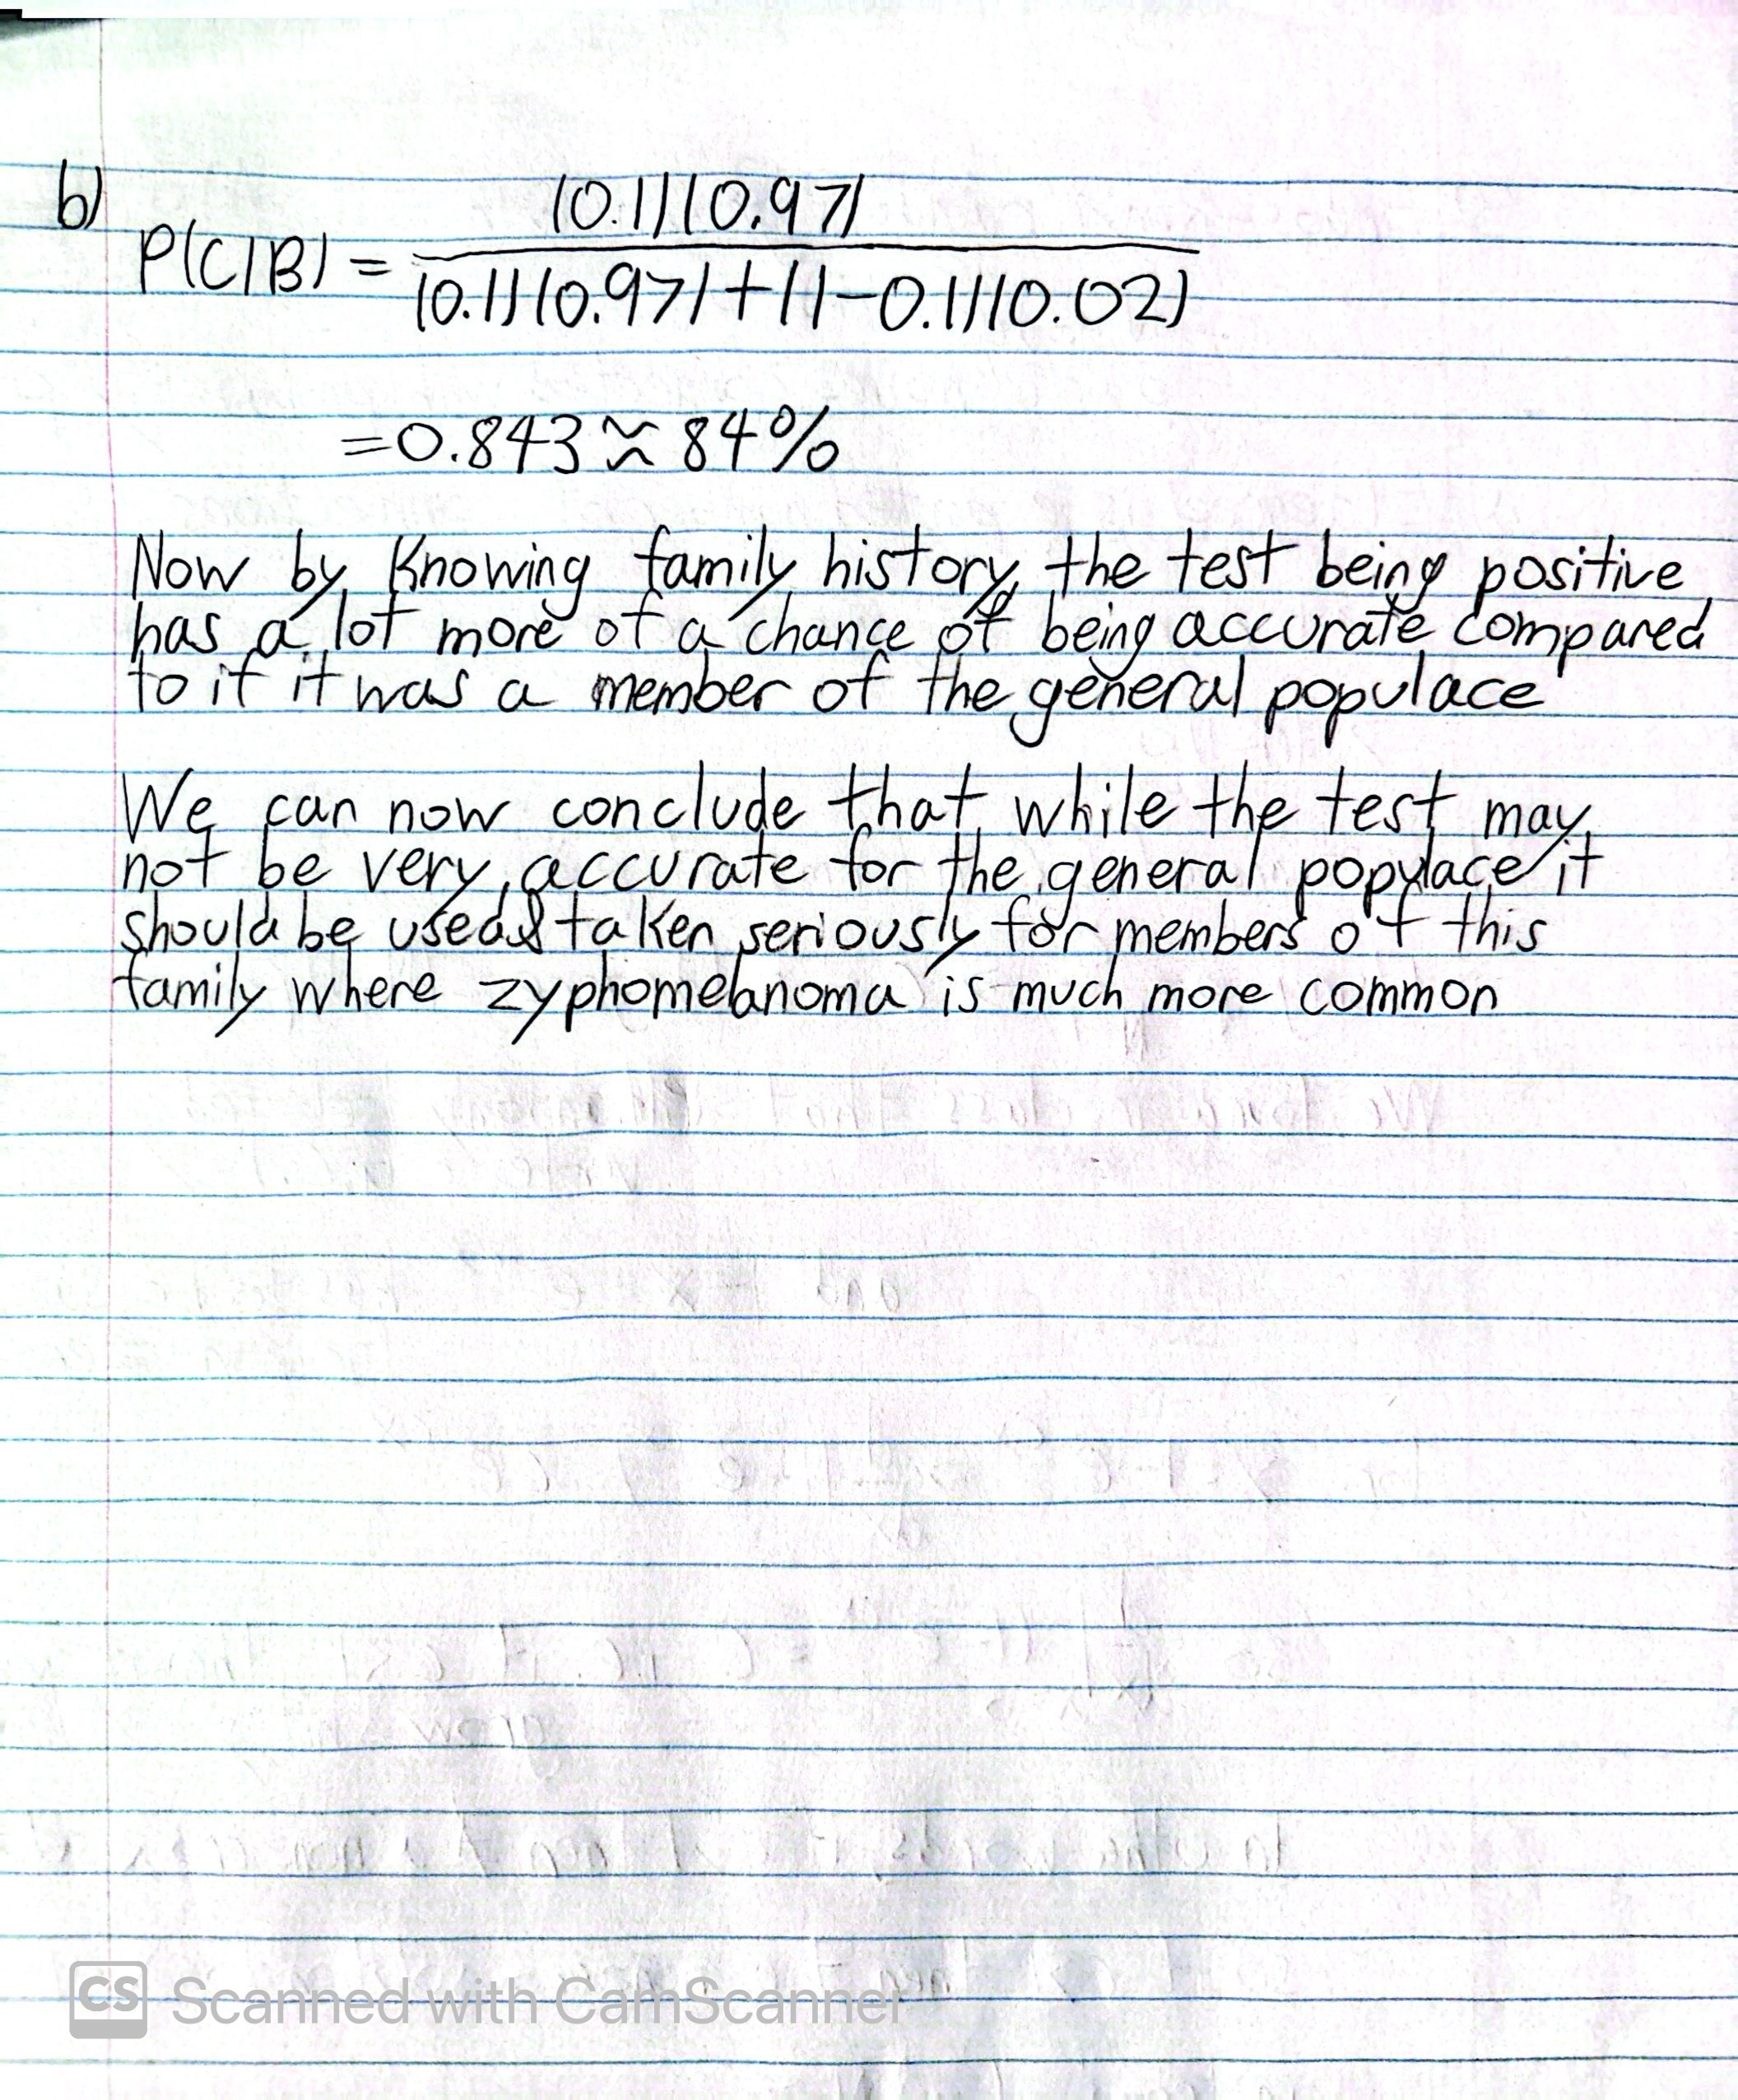 b)
(0.1)(0.97)
P(C|B) =
(0.1)(0.97)+(1-0.1)(0.02)
=0.843≈84%
Now by knowing family history, the test being positive
has a lot more of a chance of being accurate compared
to if it was a member of the general populace
We can now conclude that while the test may
not be very accurate for the general populace it
should be used & taken seriously for members of this
family where zyphomelanoma is much more common
CS Scanned with CamScanner